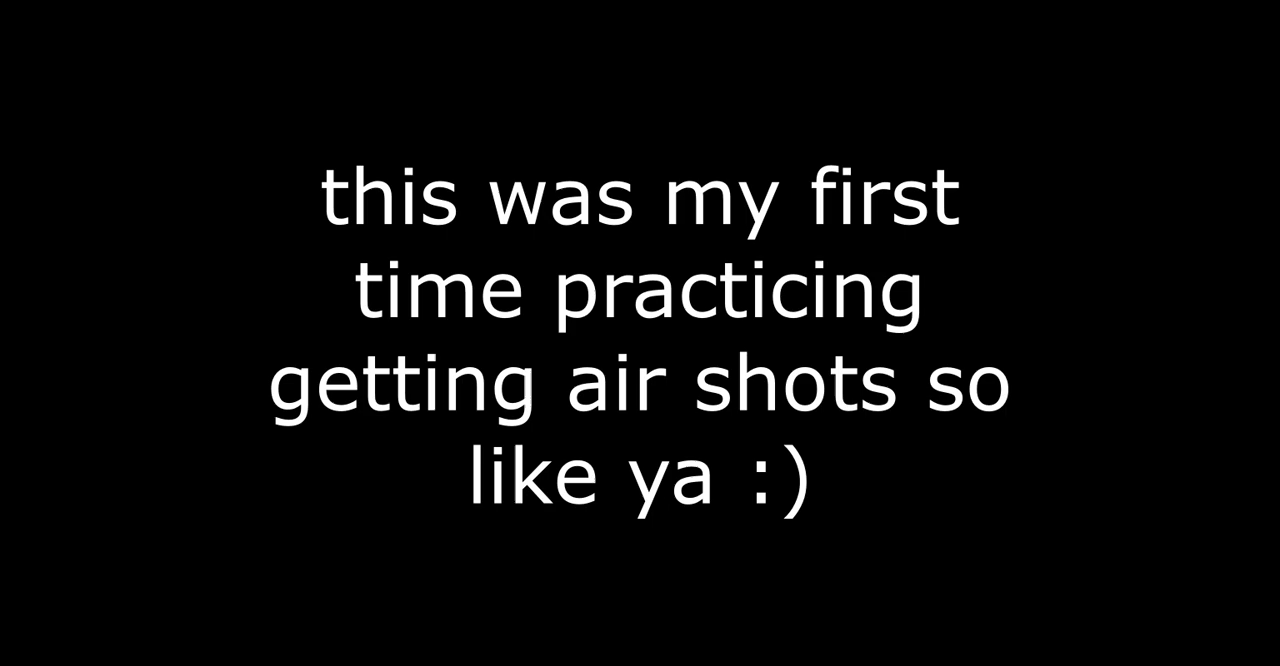 this was my first
time practicing
getting air shots so
like ya :)